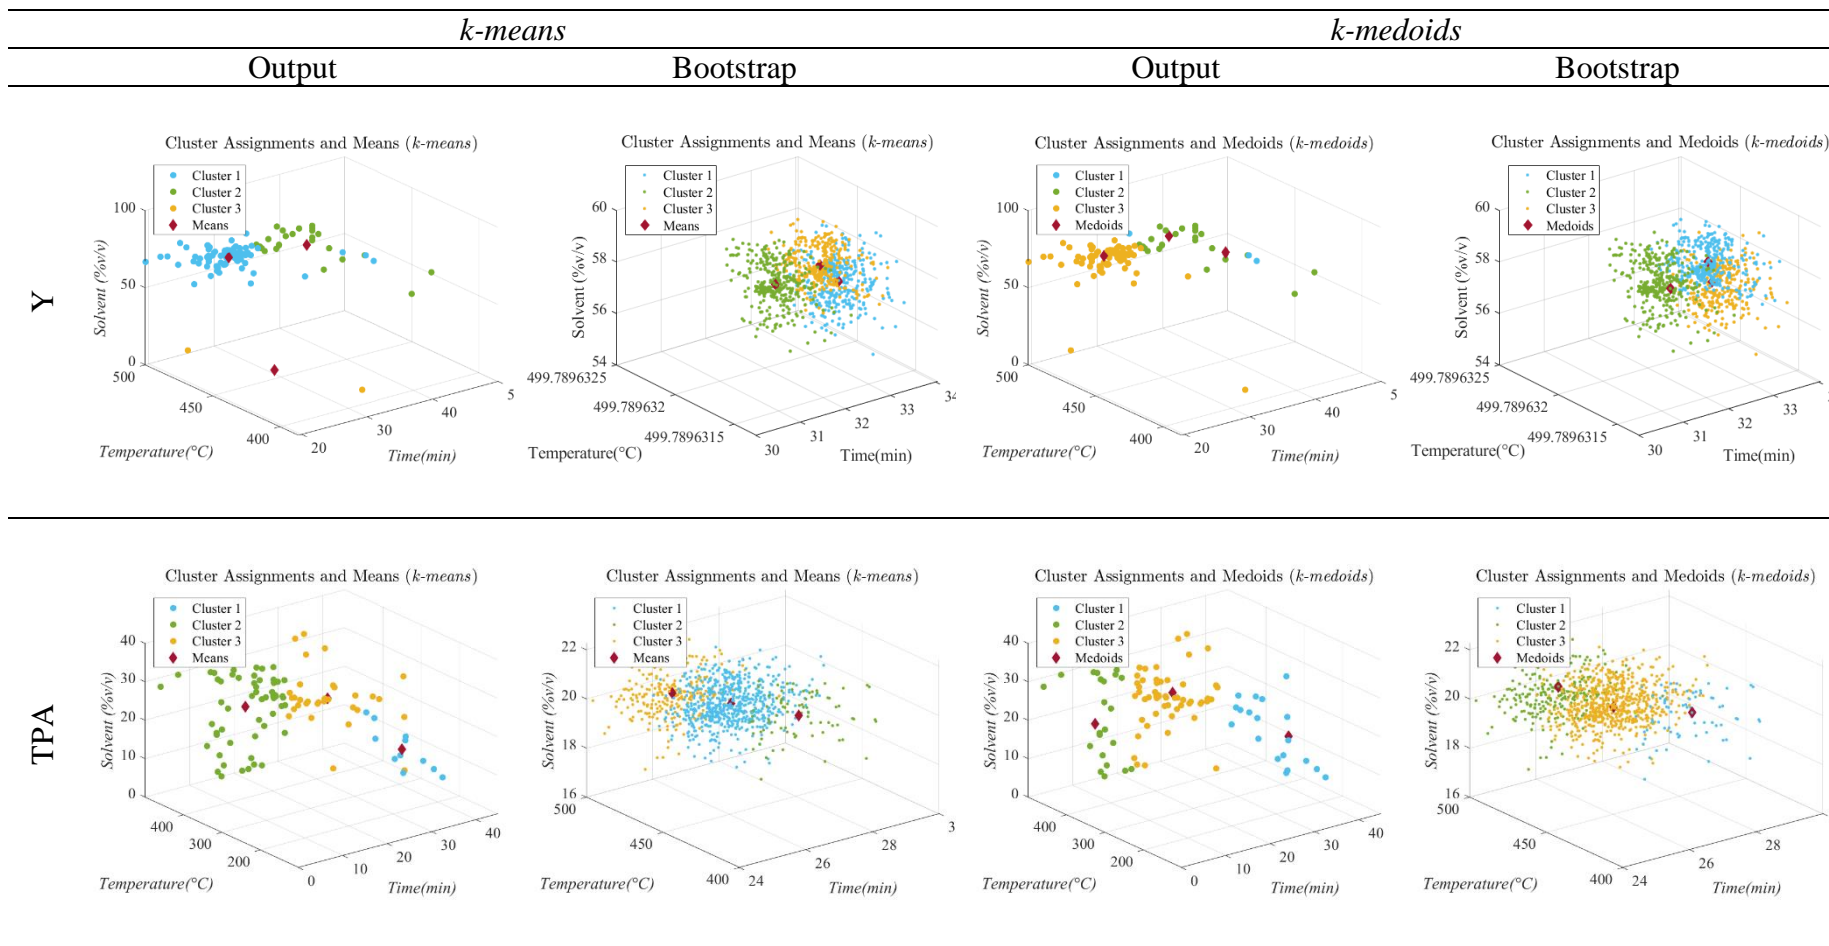 k-means k-medoids
Output Bootstrap Output Bootstrap
Y
Cluster Assignments and Means (k-means)
Cluster 1
Cluster 2
Cluster 3
Means
100
50
0
Solvent (%v/v)
500
450
400
Temperature(°C)
20
30
40
5
Time(min)
Cluster Assignments and Means (k-means)
Cluster 1
Cluster 2
Cluster 3
Means
60
58
56
54
Solvent (%v/v)
499.7896325
499.789632
499.7896315
Temperature(°C)
30
31
32
33
34
Time(min)
Cluster Assignments and Medoids (k-medoids)
Cluster 1
Cluster 2
Cluster 3
Medoids
100
50
0
Solvent (%v/v)
500
450
400
Temperature(°C)
20
30
40
5
Time(min)
Cluster Assignments and Medoids (k-medoids)
Cluster 1
Cluster 2
Cluster 3
Medoids
60
58
56
54
Solvent (%v/v)
499.7896325
499.789632
499.7896315
Temperature(°C)
30
31
32
33
Time(min)
TPA
Cluster Assignments and Means (k-means)
Cluster 1
Cluster 2
Cluster 3
Means
40
30
20
10
0
Solvent (%v/v)
400
300
200
Temperature(°C)
0
10
20
30
40
Time(min)
Cluster Assignments and Means (k-means)
Cluster 1
Cluster 2
Cluster 3
Means
22
20
18
16
Solvent (%v/v)
500
450
400
Temperature(°C)
24
26
28
3
Time(min)
Cluster Assignments and Medoids (k-medoids)
Cluster 1
Cluster 2
Cluster 3
Medoids
40
30
20
10
0
Solvent (%v/v)
400
300
200
Temperature(°C)
0
10
20
30
40
Time(min)
Cluster Assignments and Medoids (k-medoids)
Cluster 1
Cluster 2
Cluster 3
Medoids
22
20
18
16
Solvent (%v/v)
500
450
400
Temperature(°C)
24
26
28
Time(min)